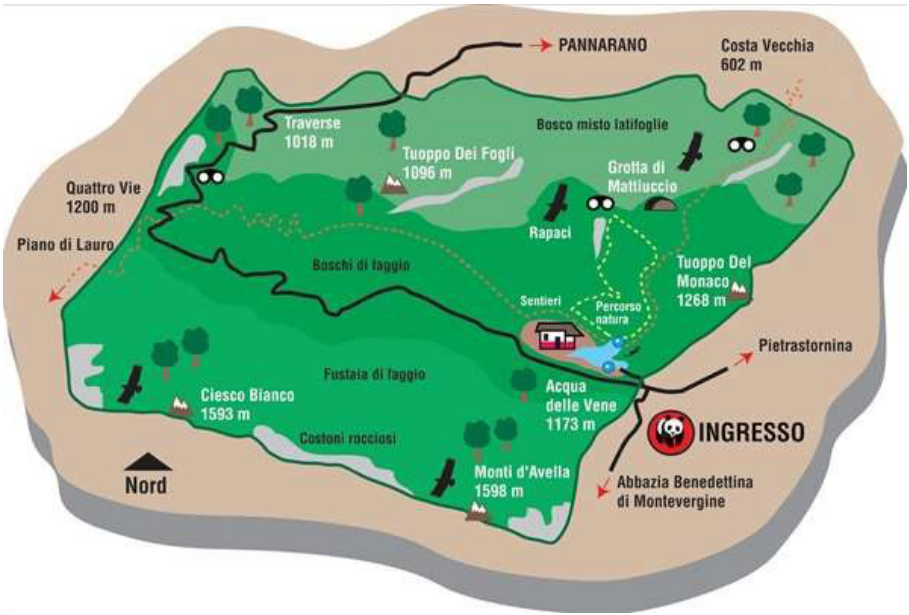 PANNARANO
Costa Vecchia
602 m
Traverse
1018 m
Bosco misto latifoglie
Tuoppo Dei Fogli
1096 m
Grotta di
Mattiuccio
Quattro Vie
1200 m
Rapaci
Piano di Lauro
Boschi di faggio
Tuoppo Del
Monaco
1268 m
Sentieri
Percorso
natura
Pietrastornina
Fustaia di faggio
Acqua
delle Vene
1173 m
Ciesco Bianco
1593 m
INGRESSO
Costoni rocciosi
Monti d'Avella
1598 m
Nord
Abbazia Benedettina
di Montevergine